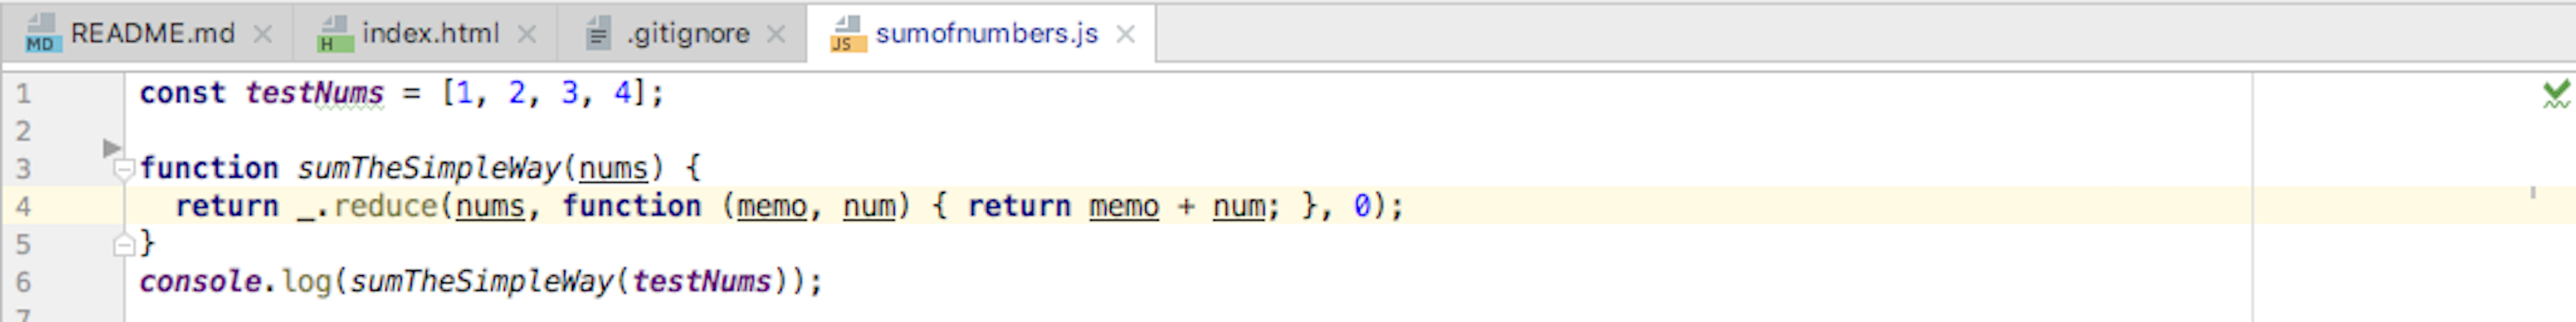 MD README.md H index.html .gitignore JS sumofnumbers.js
1 const testNums = [1, 2, 3, 4];
2
3 function sumTheSimpleWay(nums) {
4 return _.reduce(nums, function (memo, num) { return memo + num; }, 0);
5 }
6 console.log(sumTheSimpleWay(testNums));
7